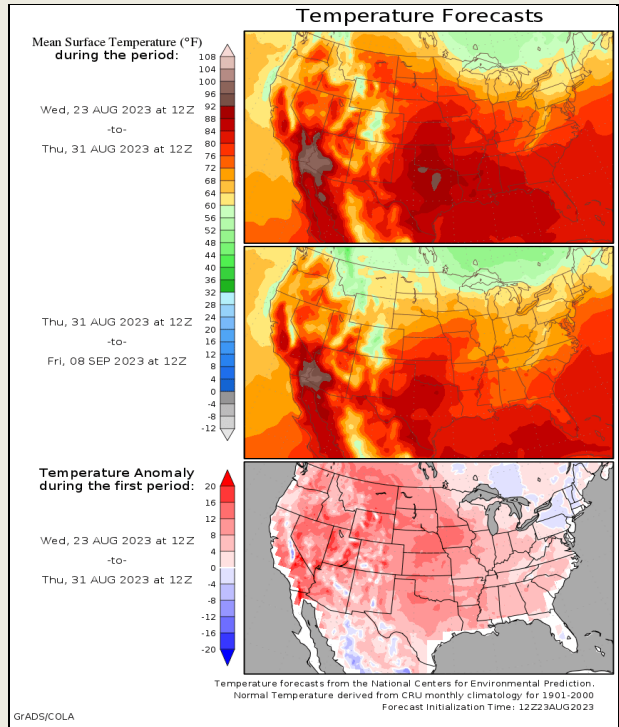 Temperature Forecasts
Mean Surface Temperature (°F)
during the period:
Wed, 23 AUG 2023 at 12Z
-to-
Thu, 31 AUG 2023 at 12Z
108
104
100
96
92
88
84
80
76
72
68
64
60
56
52
48
44
40
36
32
28
24
20
16
12
8
4
0
-4
-8
-12
Thu, 31 AUG 2023 at 12Z
-to-
Fri, 08 SEP 2023 at 12Z
Temperature Anomaly
during the first period:
Wed, 23 AUG 2023 at 12Z
-to-
Thu, 31 AUG 2023 at 12Z
20
16
12
8
4
0
-4
-8
-12
-16
-20
Temperature forecasts from the National Centers for Environmental Prediction.
Normal Temperature derived from CRU monthly climatology for 1901-2000
Forecast Initialization Time: 12Z23AUG2023
GrADS/COLA